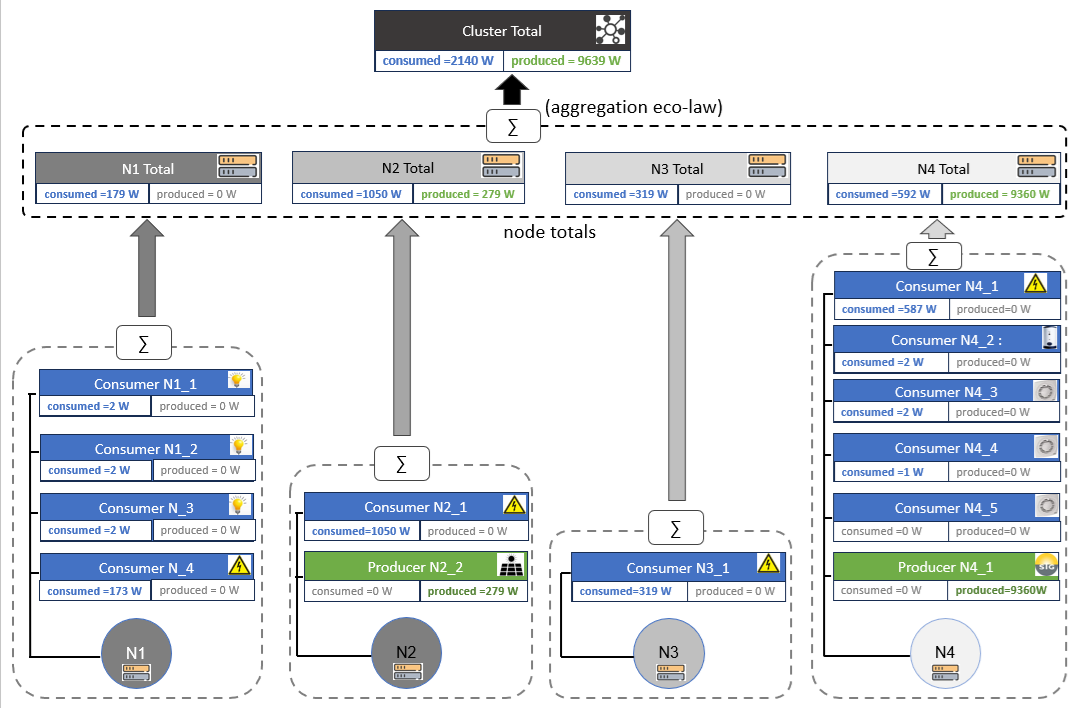 Cluster Total
consumed =2140 W
produced = 9639 W
(aggregation eco-law)
∑
N1 Total
consumed =179 W
produced = 0 W
N2 Total
consumed =1050 W
produced = 279 W
N3 Total
consumed =319 W
produced = 0 W
N4 Total
consumed =592 W
produced = 9360 W
node totals
∑
Consumer N1_1
consumed =2 W
produced = 0 W
Consumer N1_2
consumed =2 W
produced = 0 W
Consumer N_3
consumed =2 W
produced = 0 W
Consumer N_4
consumed =173 W
produced = 0 W
N1
∑
Consumer N2_1
consumed=1050 W
produced = 0 W
Producer N2_2
consumed =0 W
produced =279 W
N2
∑
Consumer N3_1
consumed=319 W
produced = 0 W
N3
∑
Consumer N4_1
consumed =587 W
produced=0 W
Consumer N4_2 :
consumed =2 W
produced=0 W
Consumer N4_3
consumed =2 W
produced=0 W
Consumer N4_4
consumed =1 W
produced=0 W
Consumer N4_5
consumed =0 W
produced=0 W
Producer N4_1
SIG
consumed =0 W
produced=9360W
N4